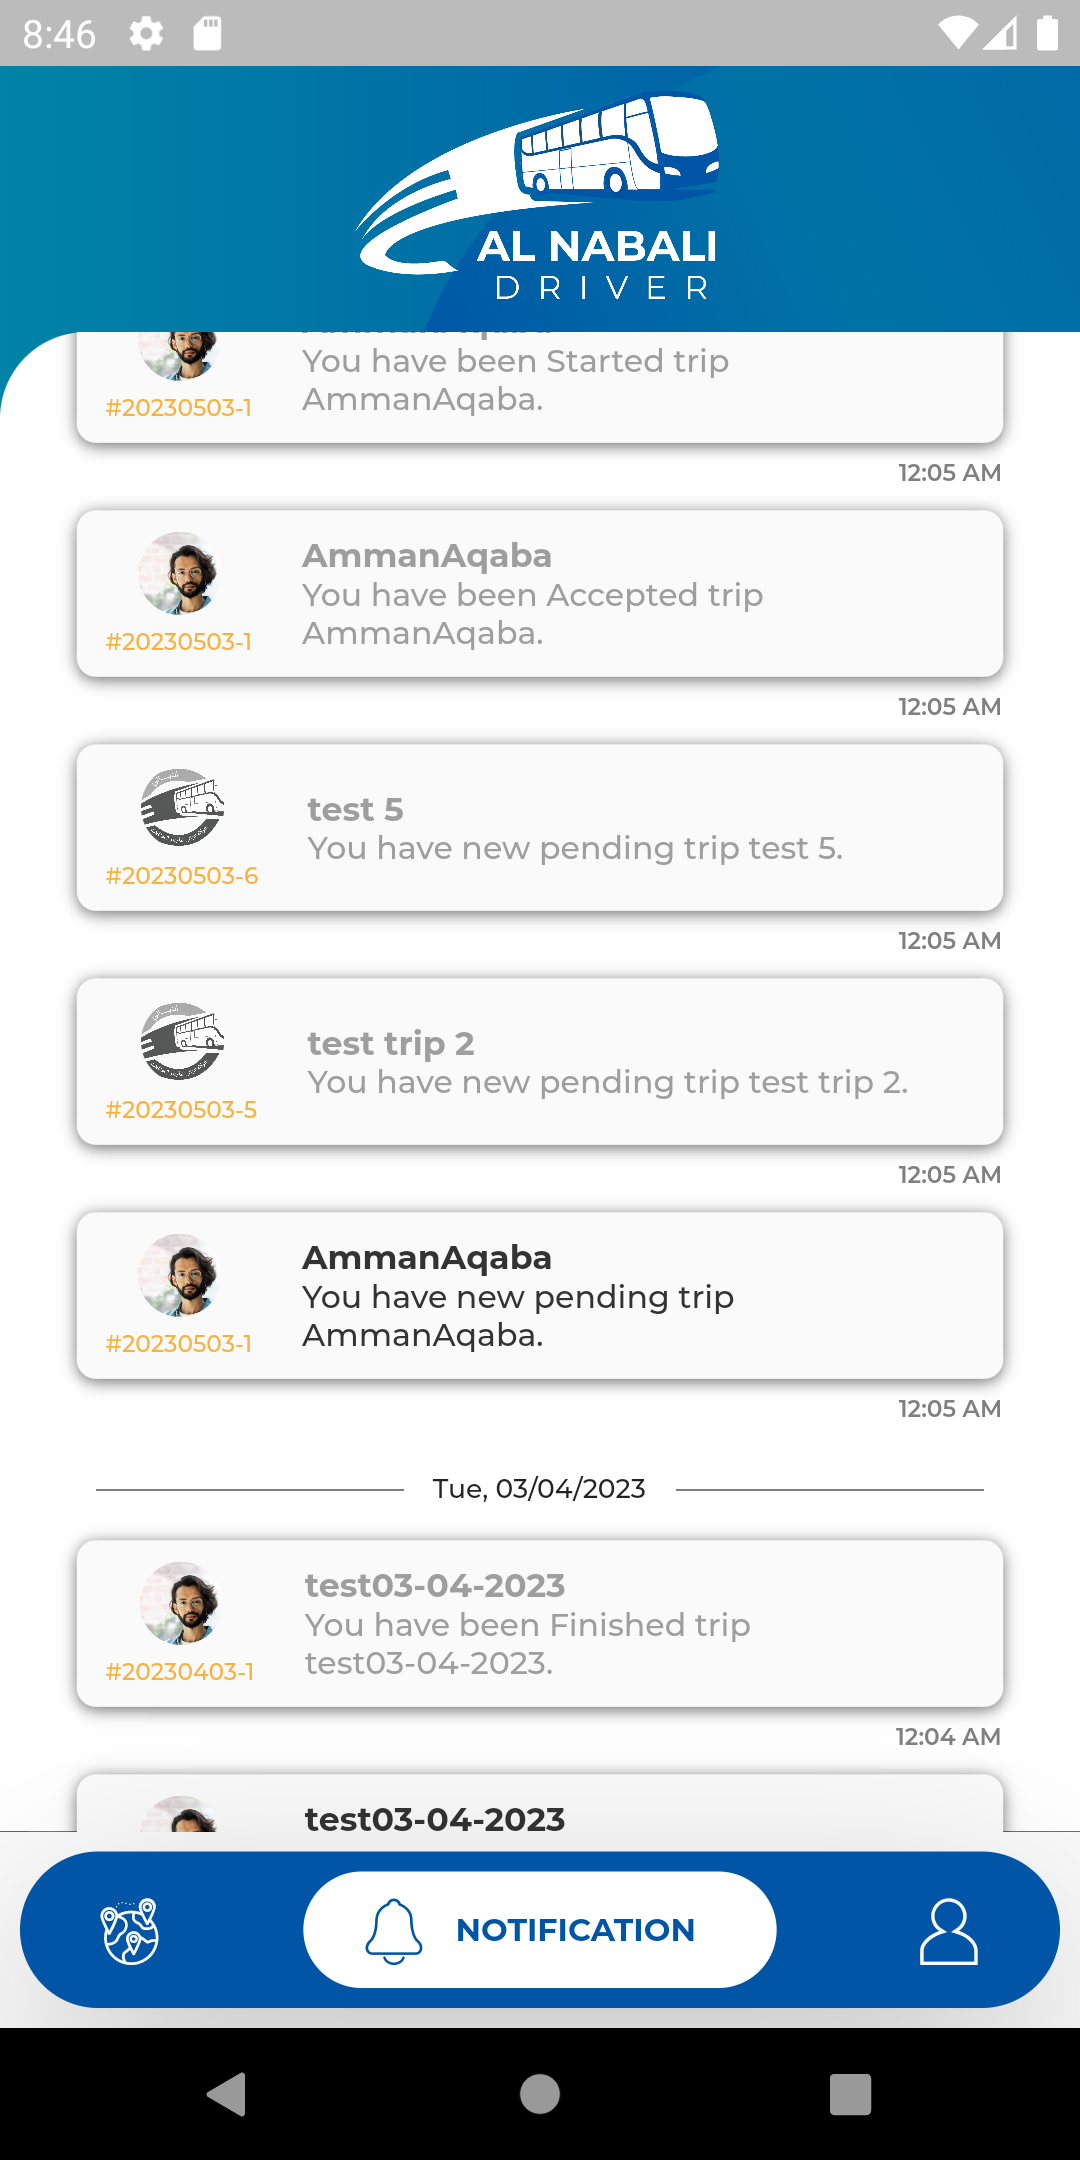 8:46
AL NABALI
DRIVER
You have been Started trip
AmmanAqaba.
#20230503-1
12:05 AM
AmmanAqaba
You have been Accepted trip
AmmanAqaba.
#20230503-1
12:05 AM
test 5
You have new pending trip test 5.
#20230503-6
12:05 AM
test trip 2
You have new pending trip test trip 2.
#20230503-5
12:05 AM
AmmanAqaba
You have new pending trip
AmmanAqaba.
#20230503-1
12:05 AM
Tue, 03/04/2023
test03-04-2023
You have been Finished trip
test03-04-2023.
#20230403-1
12:04 AM
test03-04-2023
NOTIFICATION